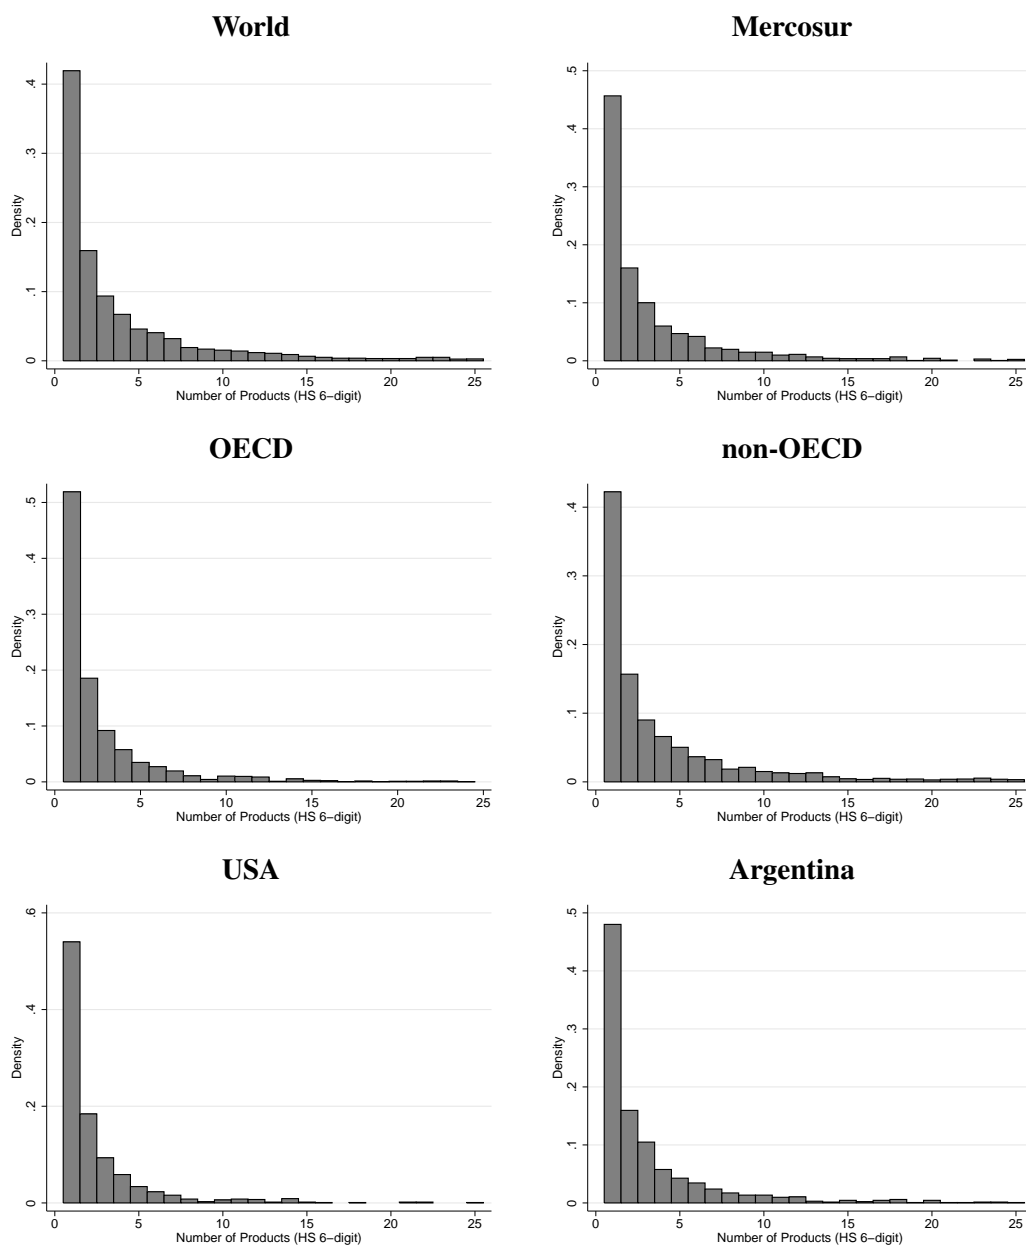 World
Mercosur
Density
0 .1 .2 .3 .4
0 5 10 15 20 25
Number of Products (HS 6−digit)
Density
0 .1 .2 .3 .4 .5
0 5 10 15 20 25
Number of Products (HS 6−digit)
OECD
non-OECD
Density
0 .1 .2 .3 .4 .5
0 5 10 15 20 25
Number of Products (HS 6−digit)
Density
0 .1 .2 .3 .4
0 5 10 15 20 25
Number of Products (HS 6−digit)
USA
Argentina
Density
0 .2 .4 .6
0 5 10 15 20 25
Number of Products (HS 6−digit)
Density
0 .1 .2 .3 .4 .5
0 5 10 15 20 25
Number of Products (HS 6−digit)